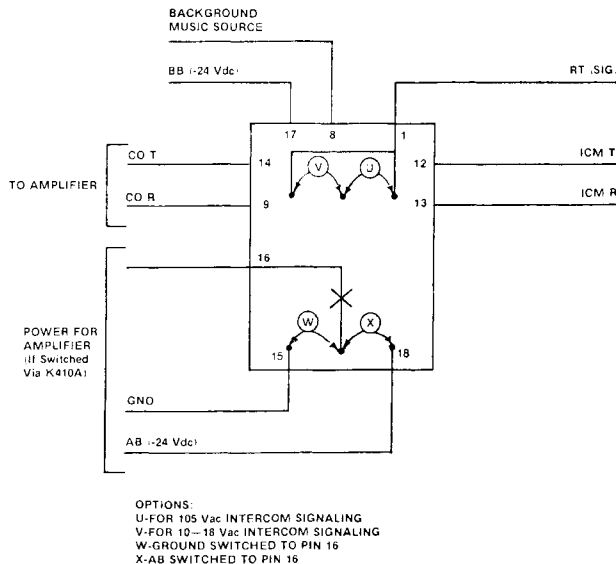 BACKGROUND
MUSIC SOURCE
BB (-24 Vdc)
RT (SIG.
17
8
1
CO T
14
V
U
12
ICM T
TO AMPLIFIER
CO R
9
13
ICM R
16
POWER FOR
AMPLIFIER
(If Switched
Via K410A)
W
X
15
18
GND
AB (-24 Vdc)
OPTIONS:
U-FOR 105 Vac INTERCOM SIGNALING
V-FOR 10–18 Vac INTERCOM SIGNALING
W-GROUND SWITCHED TO PIN 16
X-AB SWITCHED TO PIN 16